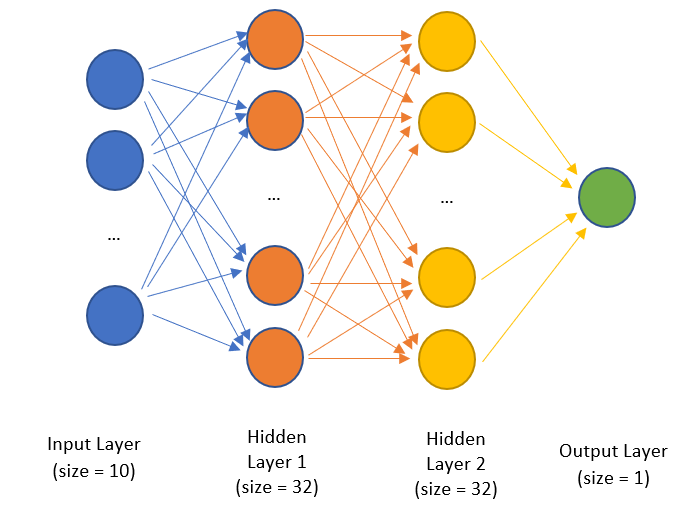 ...
...
...
Input Layer
(size = 10)
Hidden
Layer 1
(size = 32)
Hidden
Layer 2
(size = 32)
Output Layer
(size = 1)